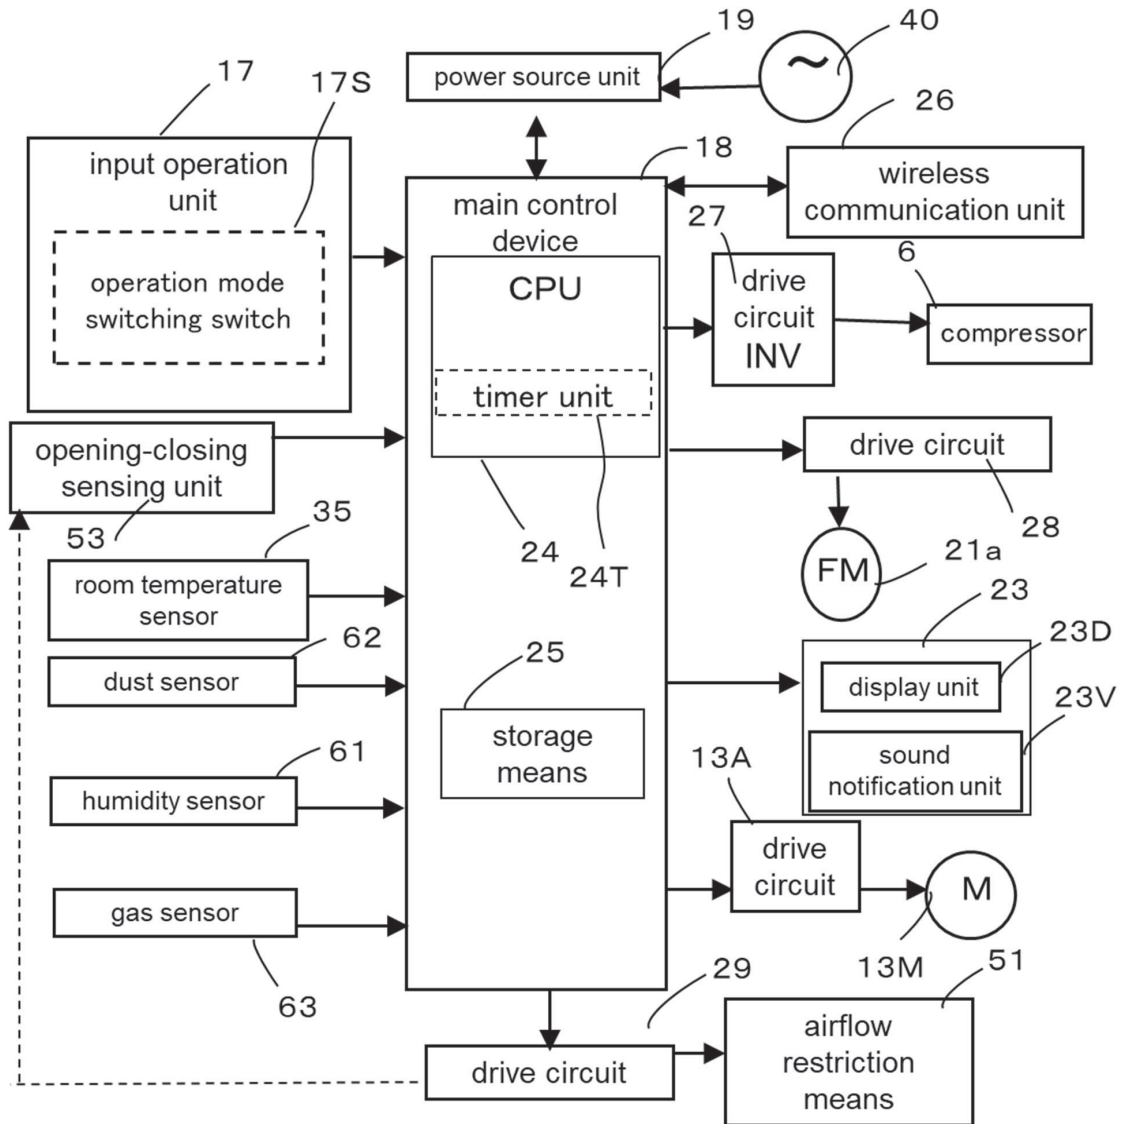 19
40
~
power source unit
17
17S
26
18
input operation
unit
main control
device
wireless
communication unit
27
6
CPU
operation mode
switching switch
drive
circuit
INV
compressor
timer unit
opening-closing
sensing unit
drive circuit
53
35
24
24T
28
FM
21a
room temperature
sensor
23
23D
62
25
dust sensor
display unit
23V
storage
means
61
13A
sound
notification unit
humidity sensor
drive
circuit
M
gas sensor
13M
63
29
51
airflow
restriction
means
drive circuit